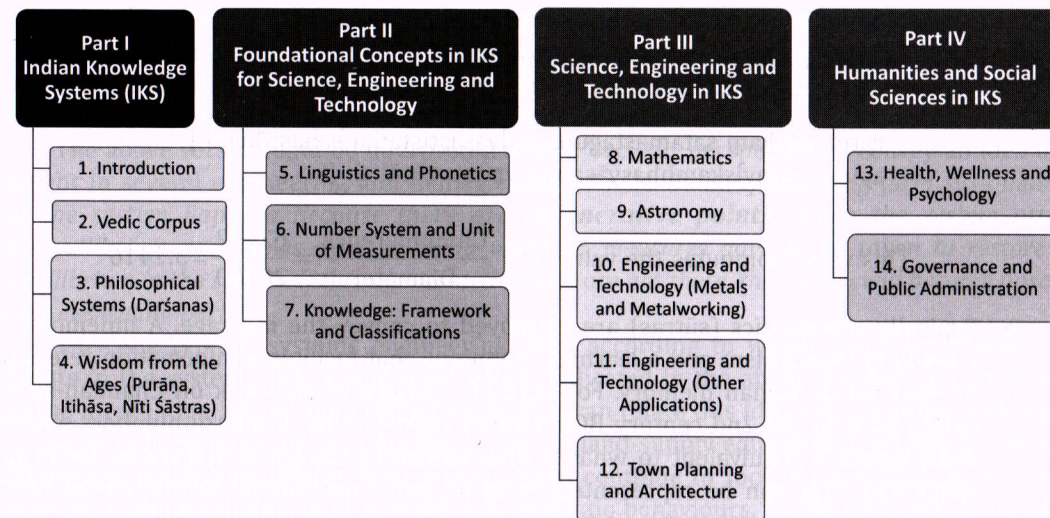 Part I
Indian Knowledge
Systems (IKS)
1. Introduction
2. Vedic Corpus
3. Philosophical
Systems (Darśanas)
4. Wisdom from the
Ages (Purāṇa,
Itihāsa, Nīti Śāstras)
Part II
Foundational Concepts in IKS
for Science, Engineering and
Technology
5. Linguistics and Phonetics
6. Number System and Unit
of Measurements
7. Knowledge: Framework
and Classifications
Part III
Science, Engineering and
Technology in IKS
8. Mathematics
9. Astronomy
10. Engineering and
Technology (Metals
and Metalworking)
11. Engineering and
Technology (Other
Applications)
12. Town Planning
and Architecture
Part IV
Humanities and Social
Sciences in IKS
13. Health, Wellness and
Psychology
14. Governance and
Public Administration